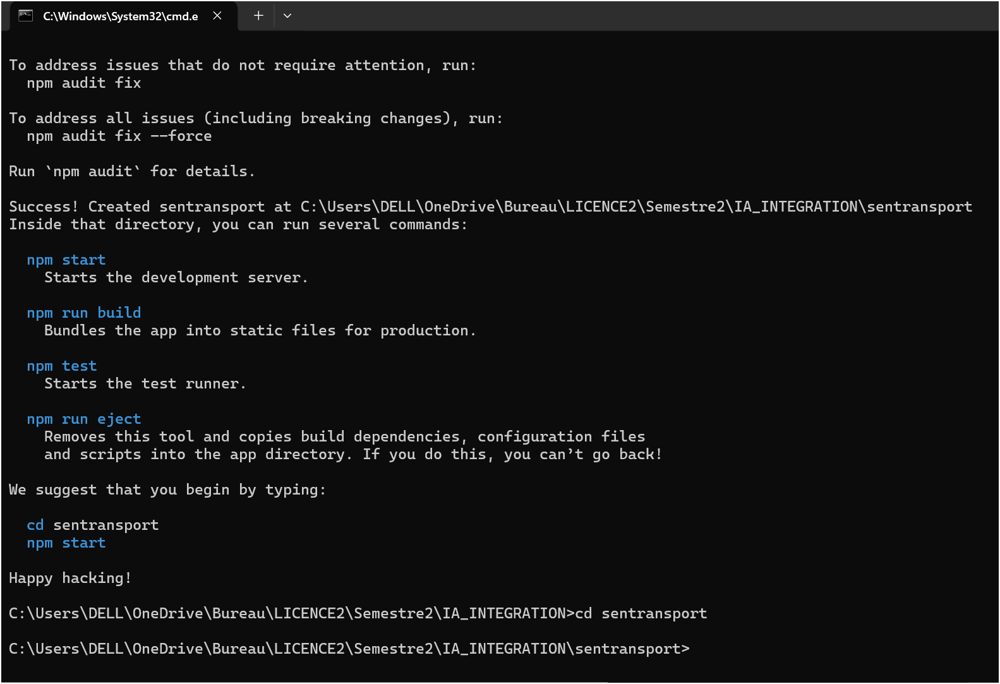 C:\Windows\System32\cmd.e
To address issues that do not require attention, run:
npm audit fix
To address all issues (including breaking changes), run:
npm audit fix --force
Run `npm audit` for details.
Success! Created sentransport at C:\Users\DELL\OneDrive\Bureau\LICENCE2\Semestre2\IA_INTEGRATION\sentransport
Inside that directory, you can run several commands:
npm start
Starts the development server.
npm run build
Bundles the app into static files for production.
npm test
Starts the test runner.
npm run eject
Removes this tool and copies build dependencies, configuration files
and scripts into the app directory. If you do this, you can’t go back!
We suggest that you begin by typing:
cd sentransport
npm start
Happy hacking!
C:\Users\DELL\OneDrive\Bureau\LICENCE2\Semestre2\IA_INTEGRATION>cd sentransport
C:\Users\DELL\OneDrive\Bureau\LICENCE2\Semestre2\IA_INTEGRATION\sentransport>